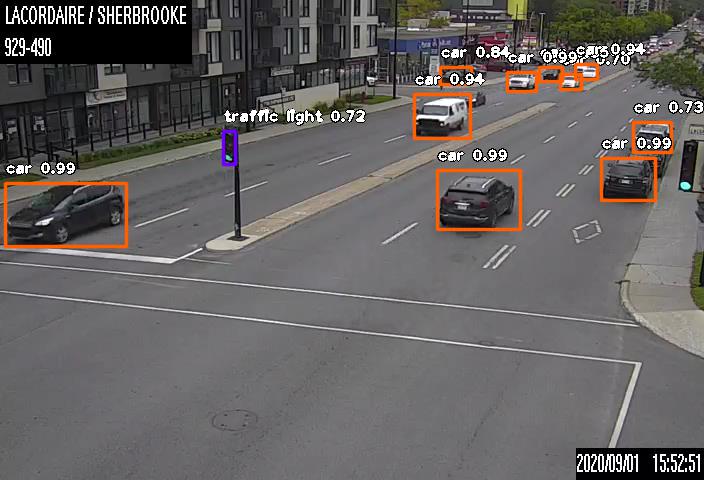 LACORDAIRE / SHERBROOKE
929-490
car 0.84
car 0.94
car 0.99
0.70
car 0.94
traffic light 0.72
car 0.73
car 0.99
car 0.99
car 0.99
2020/09/01 15:52:51